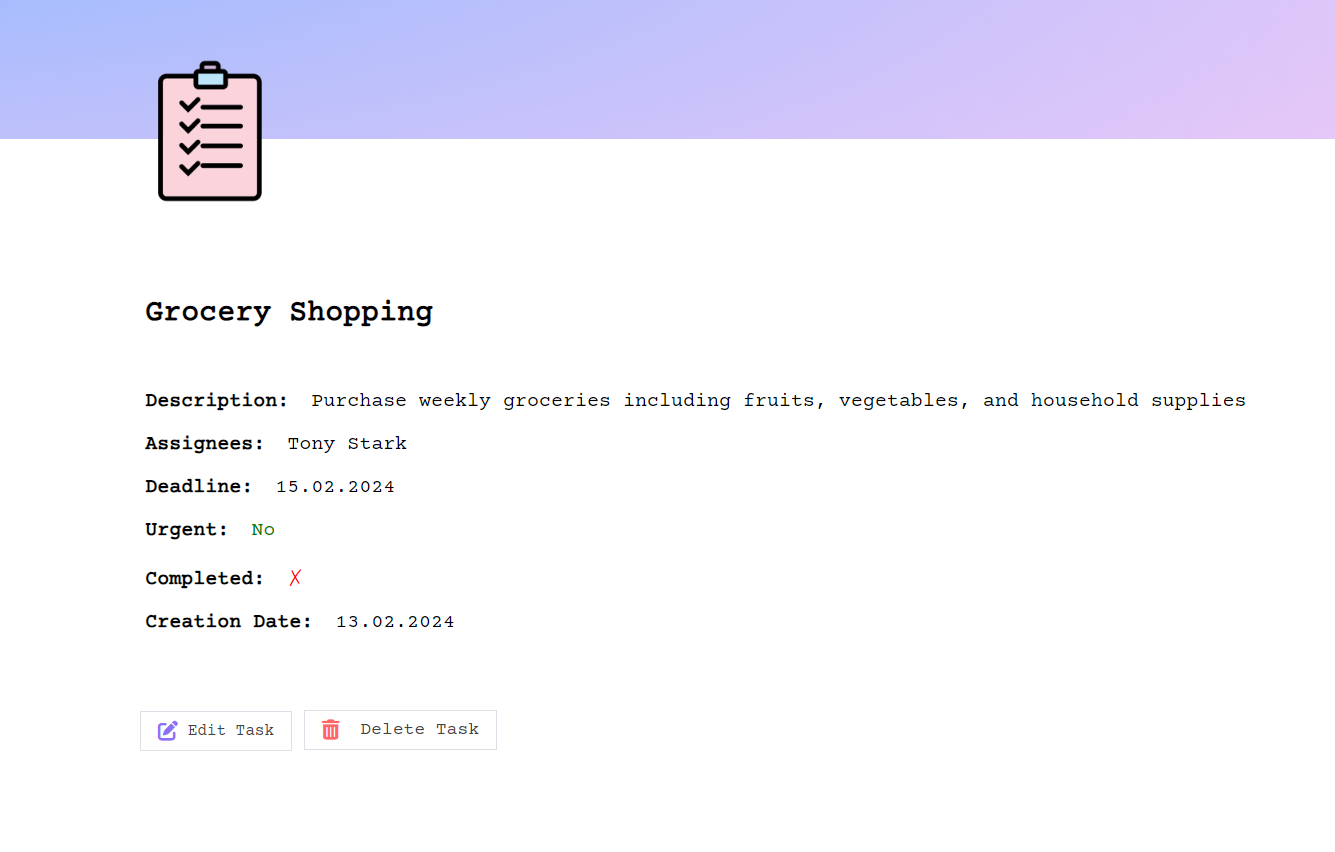 Grocery Shopping
Description: Purchase weekly groceries including fruits, vegetables, and household supplies
Assignees: Tony Stark
Deadline: 15.02.2024
Urgent: No
Completed: ✗
Creation Date: 13.02.2024
Edit Task Delete Task